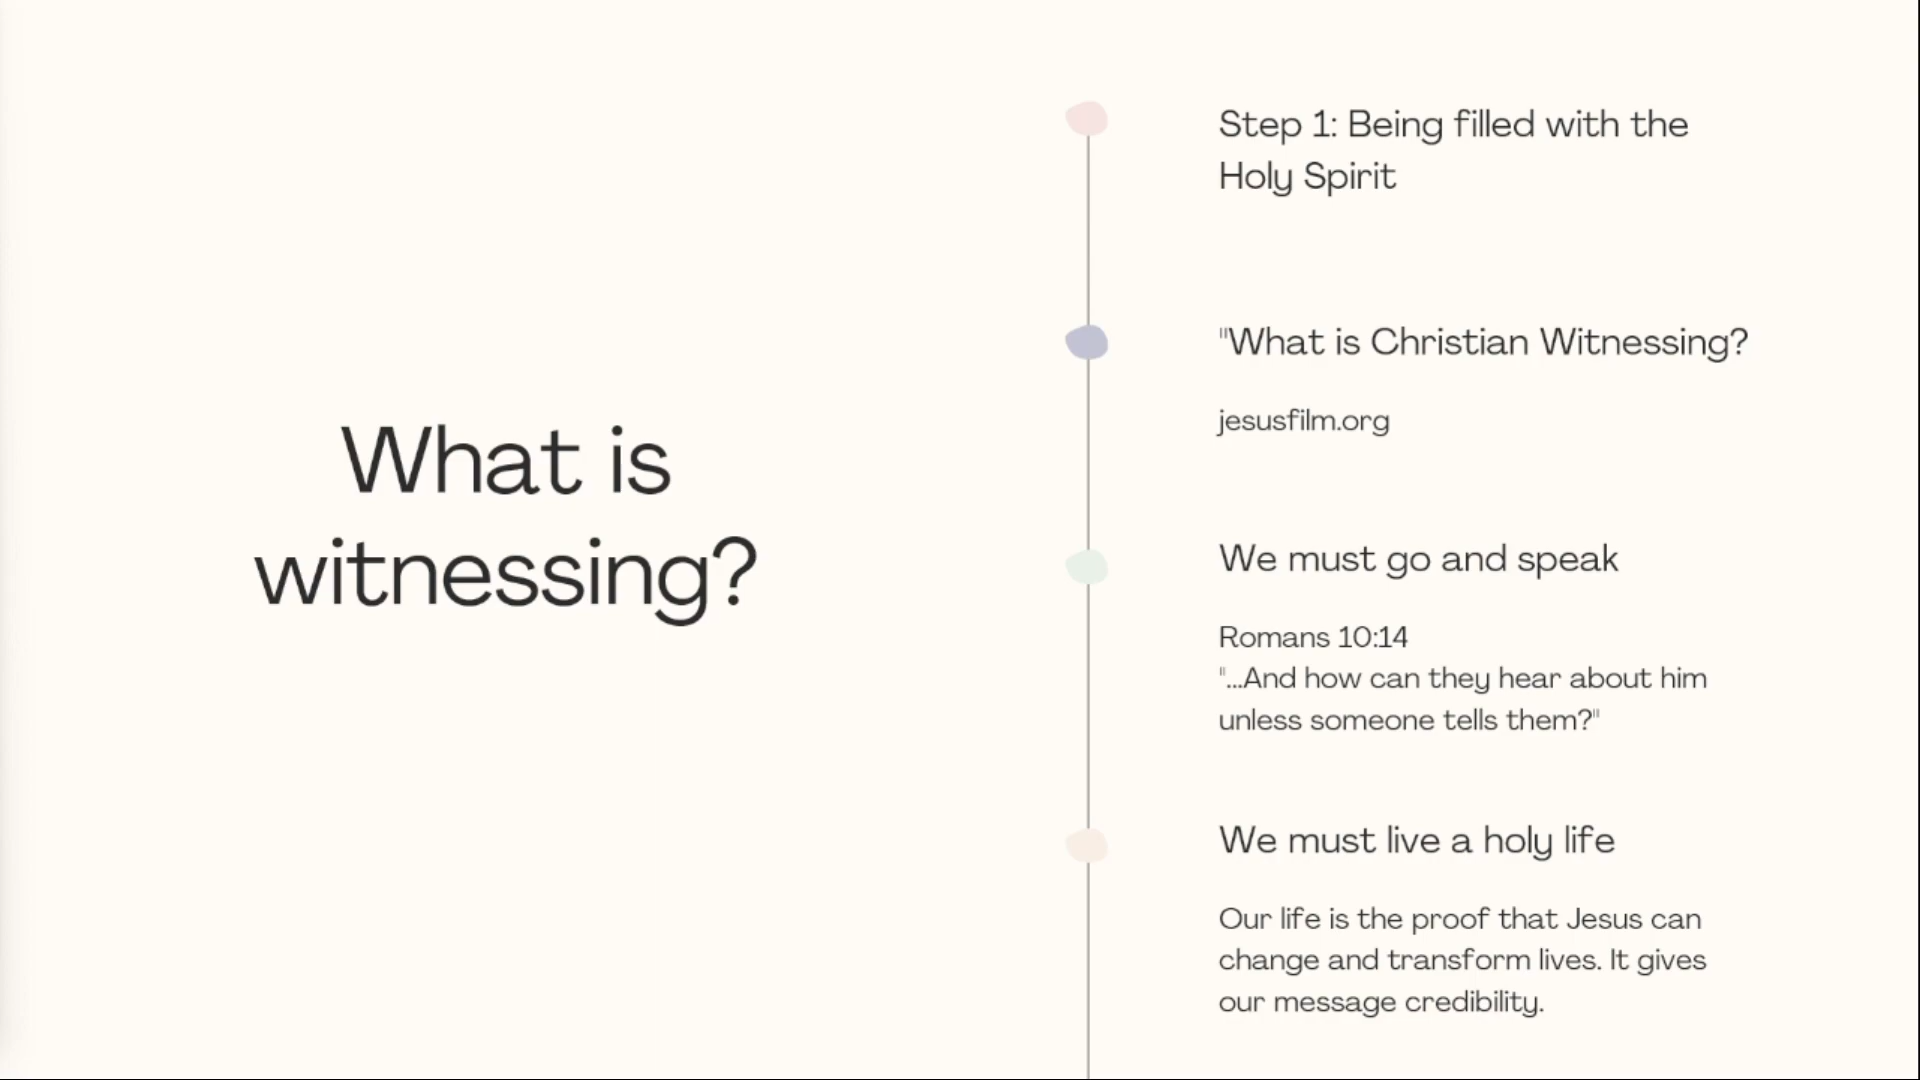 What is
witnessing?
Step 1: Being filled with the
Holy Spirit
"What is Christian Witnessing?
jesusfilm.org
We must go and speak
Romans 10:14
"...And how can they hear about him
unless someone tells them?"
We must live a holy life
Our life is the proof that Jesus can
change and transform lives. It gives
our message credibility.